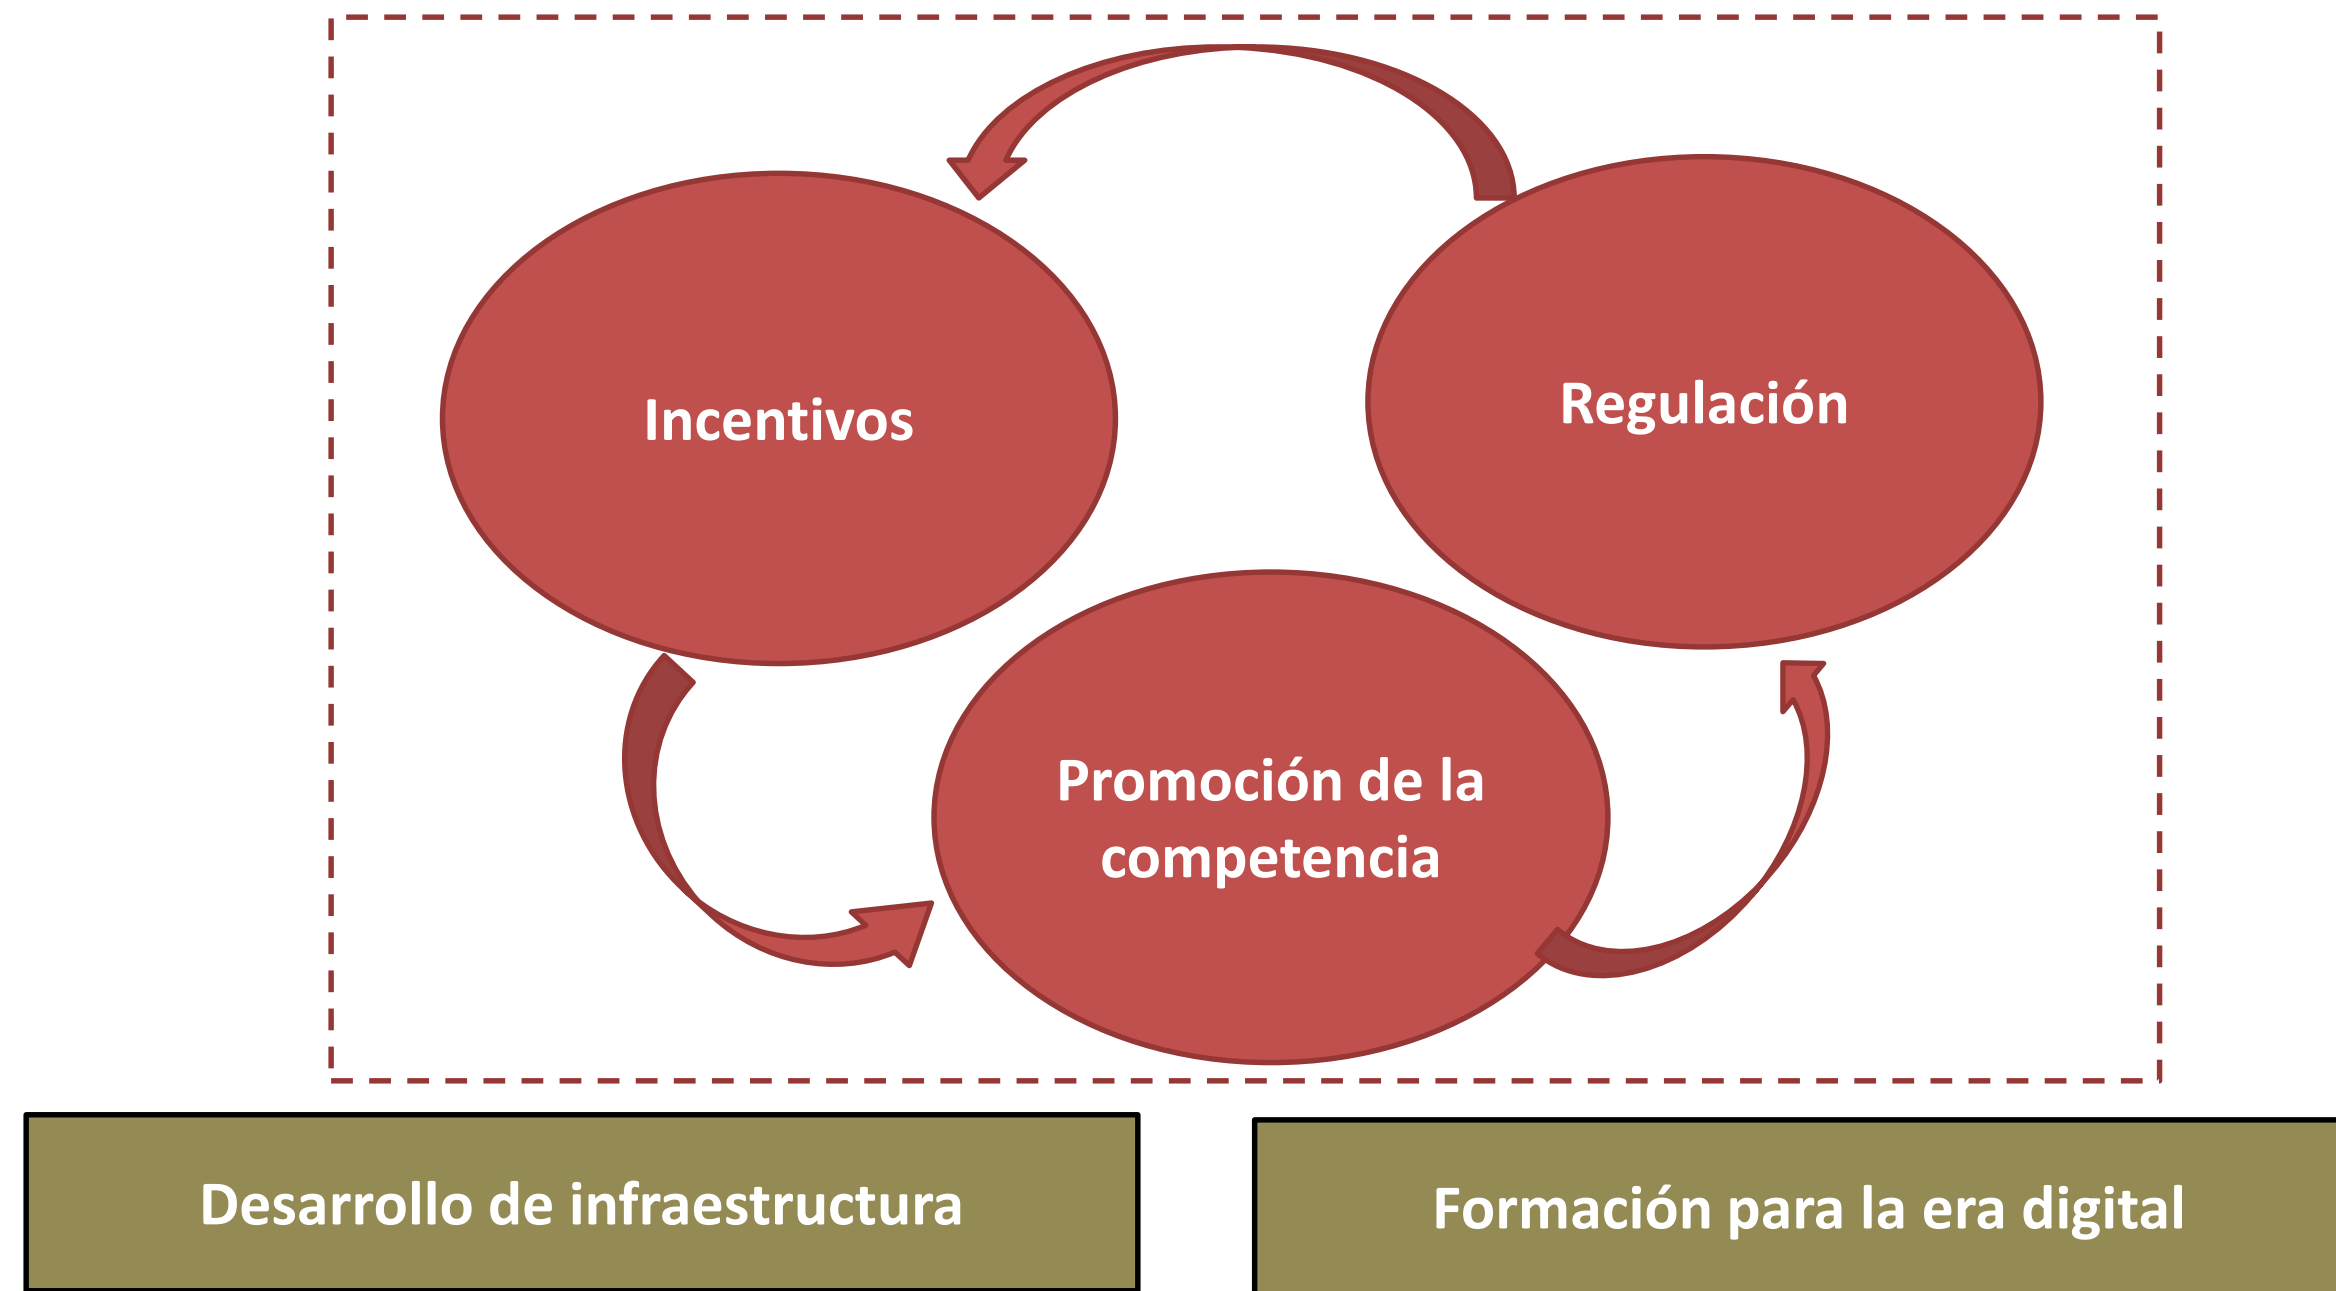 Incentivos
Regulación
Promoción de la
competencia
Desarrollo de infraestructura
Formación para la era digital